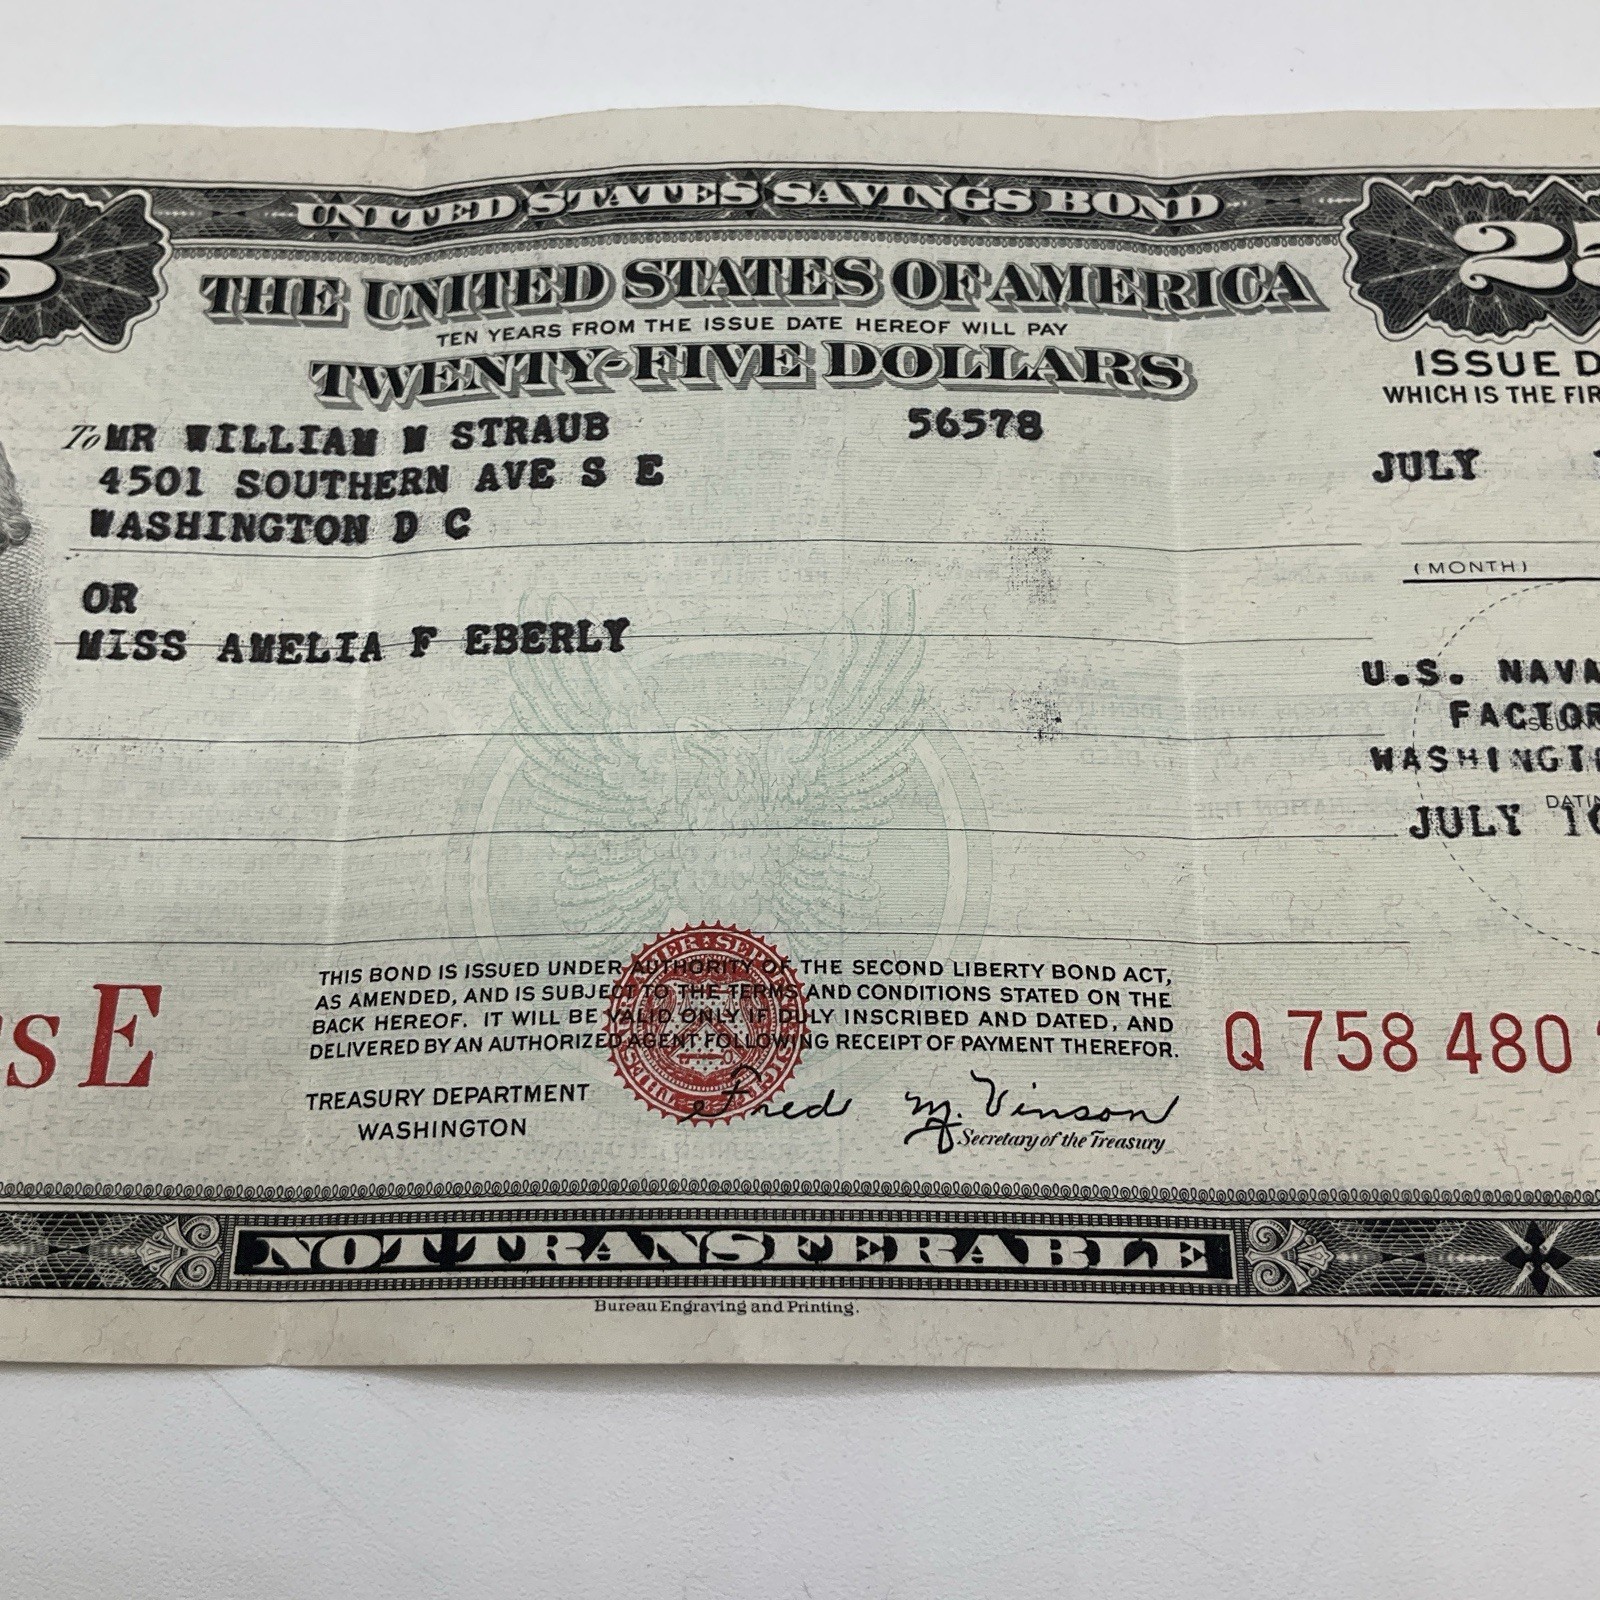 UNITED STATES SAVINGS BOND
5
25
THE UNITED STATES OF AMERICA
TEN YEARS FROM THE ISSUE DATE HEREOF WILL PAY
TWENTY-FIVE DOLLARS
ISSUE D
WHICH IS THE FIR
To MR WILLIAM M STRAUB 56578
4501 SOUTHERN AVE S E
WASHINGTON D C
JULY
(MONTH)
OR
MISS AMELIA F EBERLY
U.S. NAVA
FACTOR
WASHINGT
DATIN
JULY 10
THIS BOND IS ISSUED UNDER AUTHORITY OF THE SECOND LIBERTY BOND ACT,
AS AMENDED, AND IS SUBJECT TO THE TERMS AND CONDITIONS STATED ON THE
BACK HEREOF. IT WILL BE VALID ONLY IF DULY INSCRIBED AND DATED, AND
DELIVERED BY AN AUTHORIZED AGENT FOLLOWING RECEIPT OF PAYMENT THEREFOR.
s E
Q 758 480
TREASURY DEPARTMENT
WASHINGTON
Fred M. Vinson
Secretary of the Treasury
NOT TRANSFERABLE
Bureau Engraving and Printing.